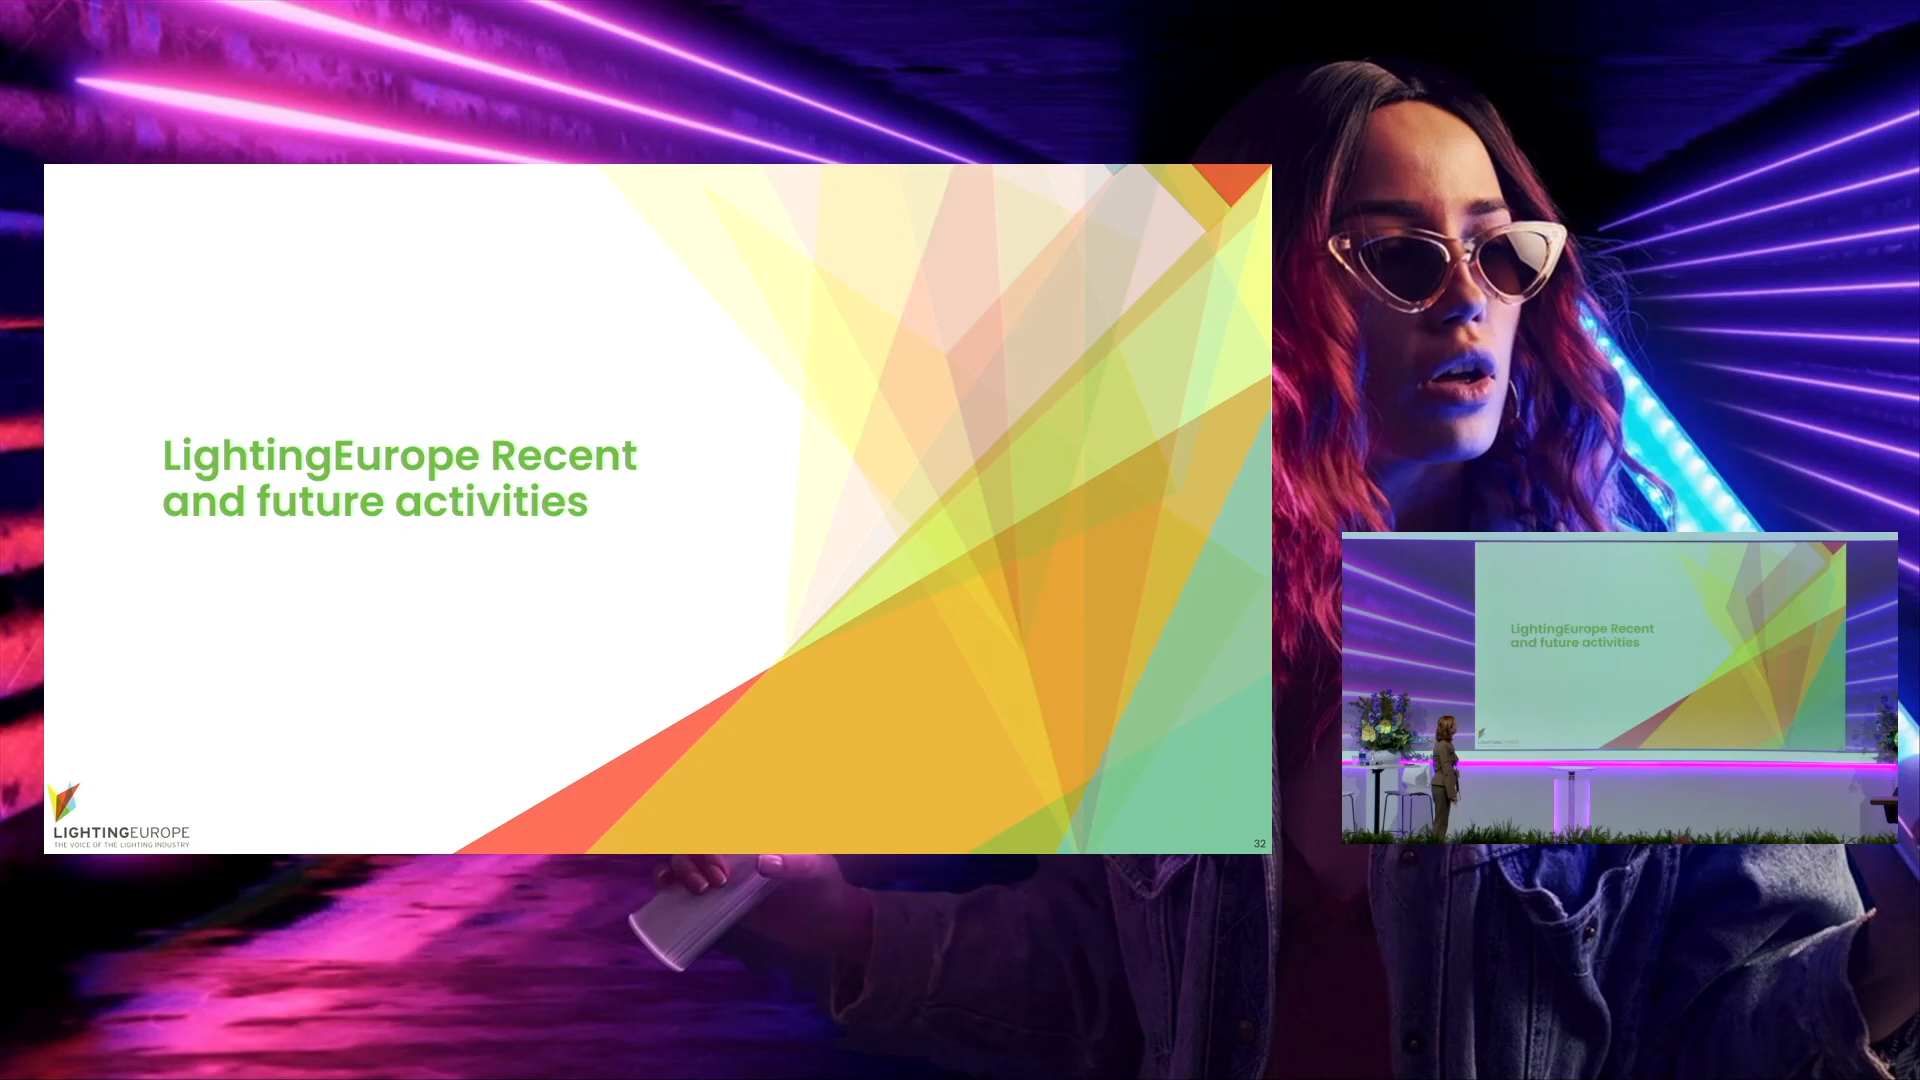 LightingEurope Recent
and future activities
LIGHTINGEUROPE
THE VOICE OF THE LIGHTING INDUSTRY
32
LightingEurope Recent
and future activities